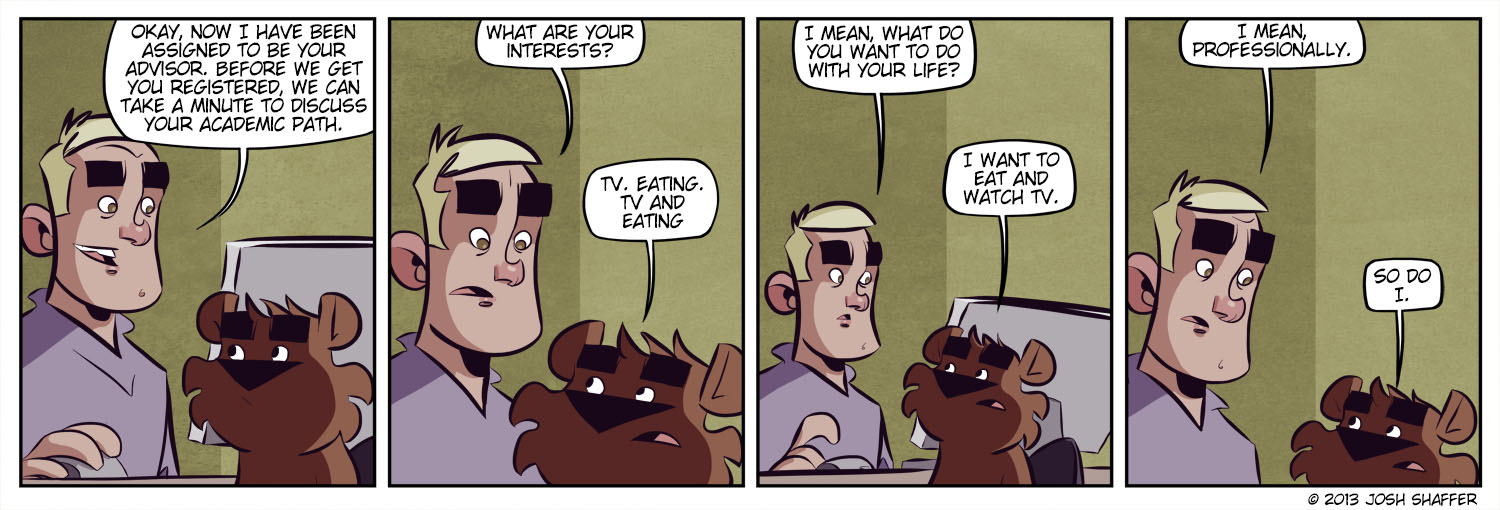 OKAY, NOW I HAVE BEEN
ASSIGNED TO BE YOUR
ADVISOR. BEFORE WE GET
YOU REGISTERED, WE CAN
TAKE A MINUTE TO DISCUSS
YOUR ACADEMIC PATH.
WHAT ARE YOUR
INTERESTS?
TV. EATING.
TV AND
EATING
I MEAN, WHAT DO
YOU WANT TO DO
WITH YOUR LIFE?
I WANT TO
EAT AND
WATCH TV.
I MEAN,
PROFESSIONALLY.
SO DO
I.
© 2013 JOSH SHAFFER